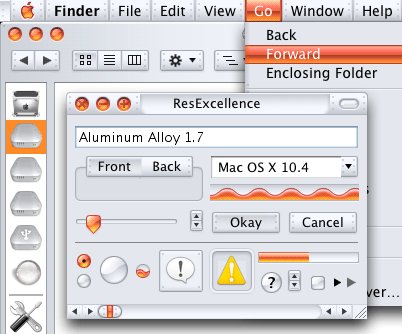 Finder File Edit View Go Window Help
Back
Forward
Enclosing Folder
ResExcellence
Aluminum Alloy 1.7
Front Back
Mac OS X 10.4
Okay Cancel
!
! ?
ver...